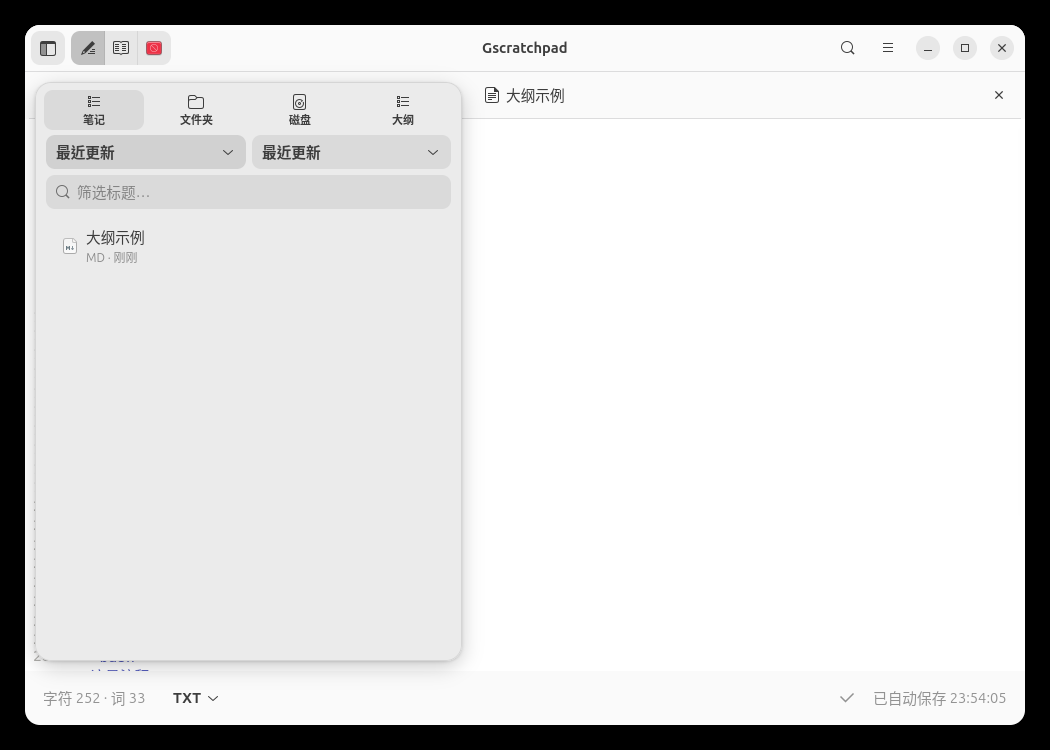 Gscratchpad
大纲示例
笔记 文件夹 磁盘 大纲
最近更新 最近更新
筛选标题…
大纲示例
MD · 刚刚
字符 252 · 词 33 TXT 已自动保存 23:54:05